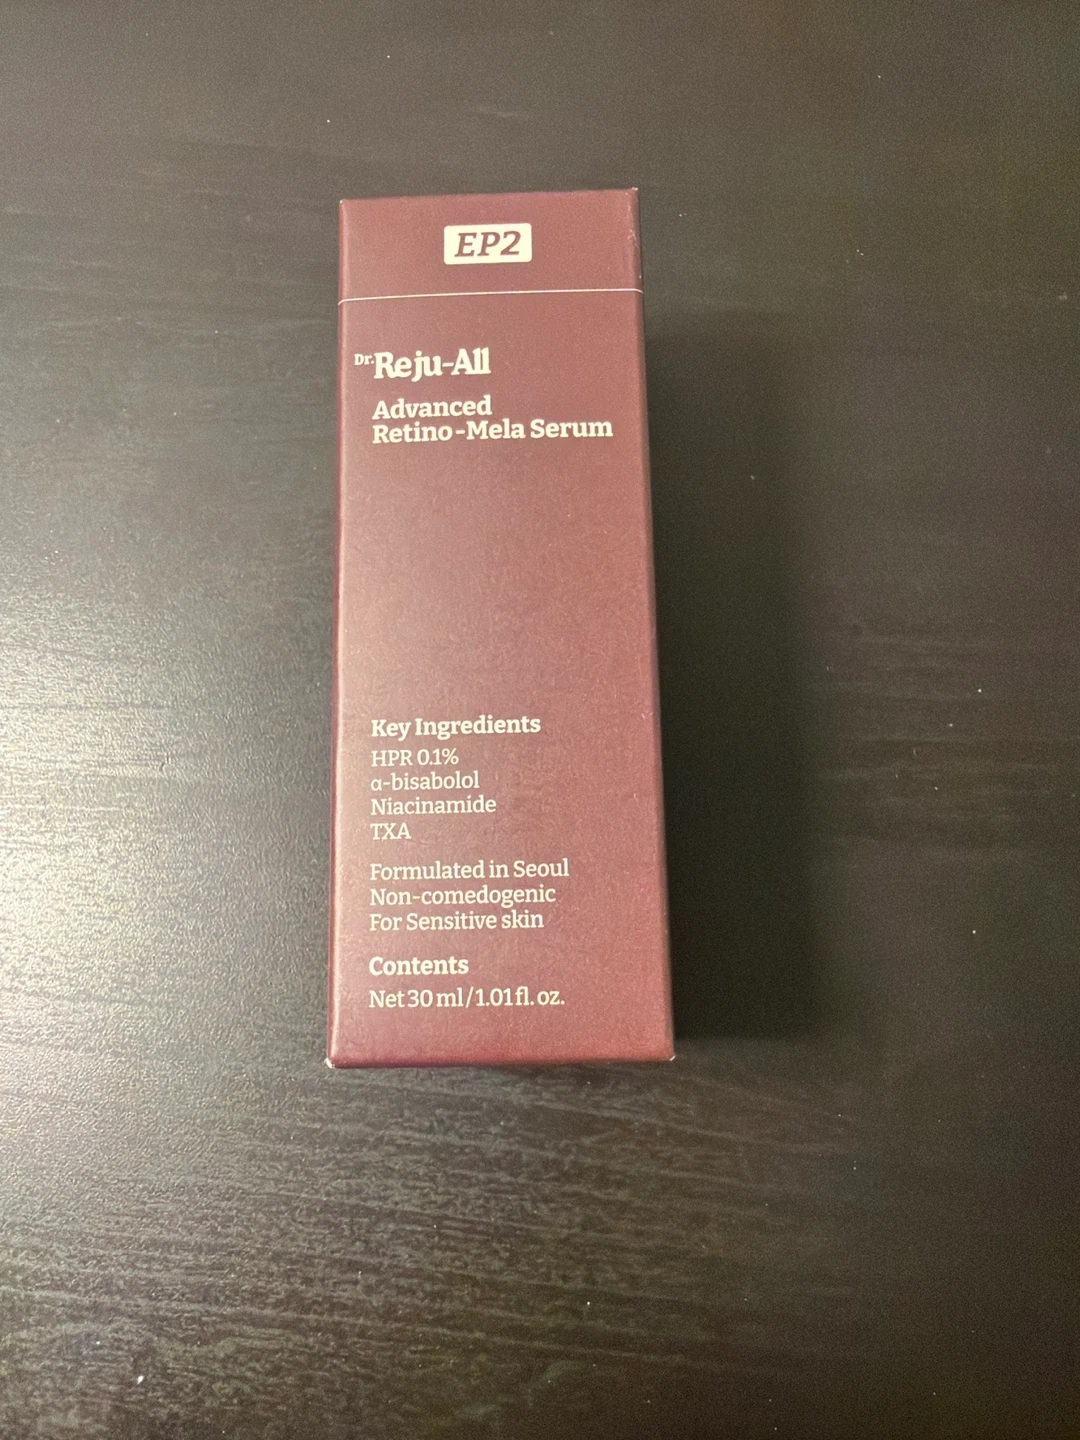 EP2
Dr.Reju-All
Advanced
Retino-Mela Serum
Key Ingredients
HPR 0.1%
α-bisabolol
Niacinamide
TXA
Formulated in Seoul
Non-comedogenic
For Sensitive skin
Contents
Net 30 ml/1.01 fl. oz.